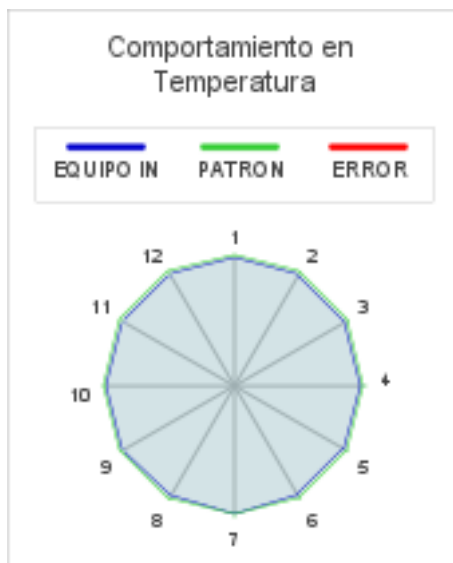 Comportamiento en
Temperatura
EQUIPO IN PATRON ERROR
1
12 2
11 3
10 4
9 5
8 6
7